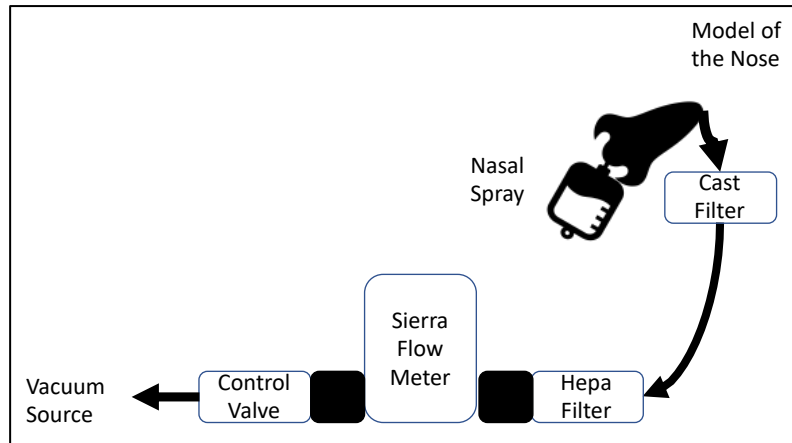 Model of
the Nose
Nasal
Spray
Cast
Filter
Sierra
Flow
Meter
Vacuum
Source
Control
Valve
Hepa
Filter